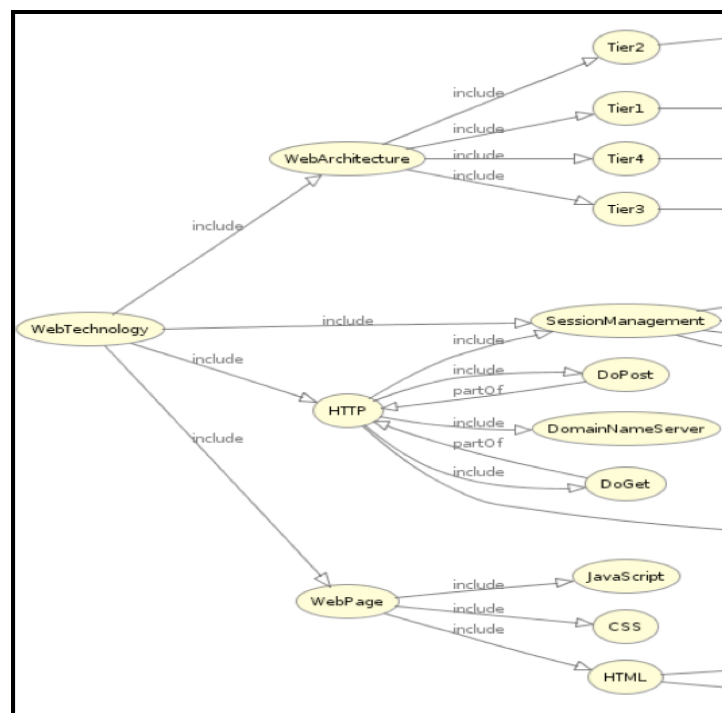 Tier2
include
Tier1
include
WebArchitecture
include
Tier4
include
Tier3
include
WebTechnology
include
SessionManagement
include
include
include
DoPost
partOf
HTTP
include
DomainNameServer
partOf
include
DoGet
include
JavaScript
include
WebPage
include
CSS
include
HTML